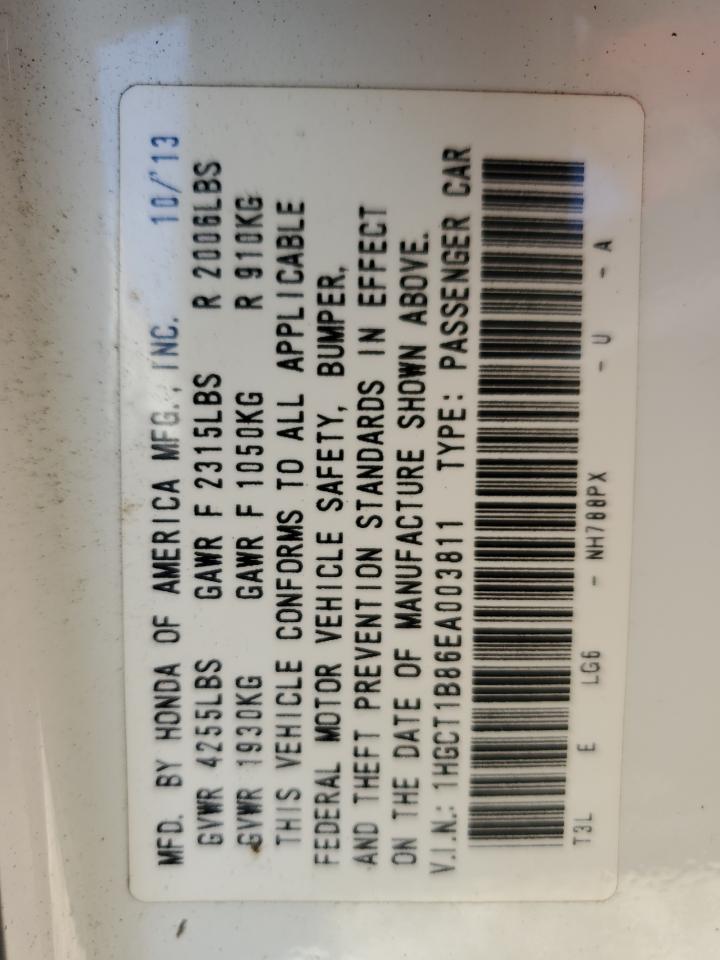 MFD. BY HONDA OF AMERICA MFG., INC. 10/'13
GVWR 4255LBS GAWR F 2315LBS R 2006LBS
GVWR 1930KG GAWR F 1050KG R 910KG
THIS VEHICLE CONFORMS TO ALL APPLICABLE
FEDERAL MOTOR VEHICLE SAFETY, BUMPER,
AND THEFT PREVENTION STANDARDS IN EFFECT
ON THE DATE OF MANUFACTURE SHOWN ABOVE.
V.I.N.: 1HGCT1B86EA003811 TYPE: PASSENGER CAR
T3L E LG6 - NH788PX - U - A